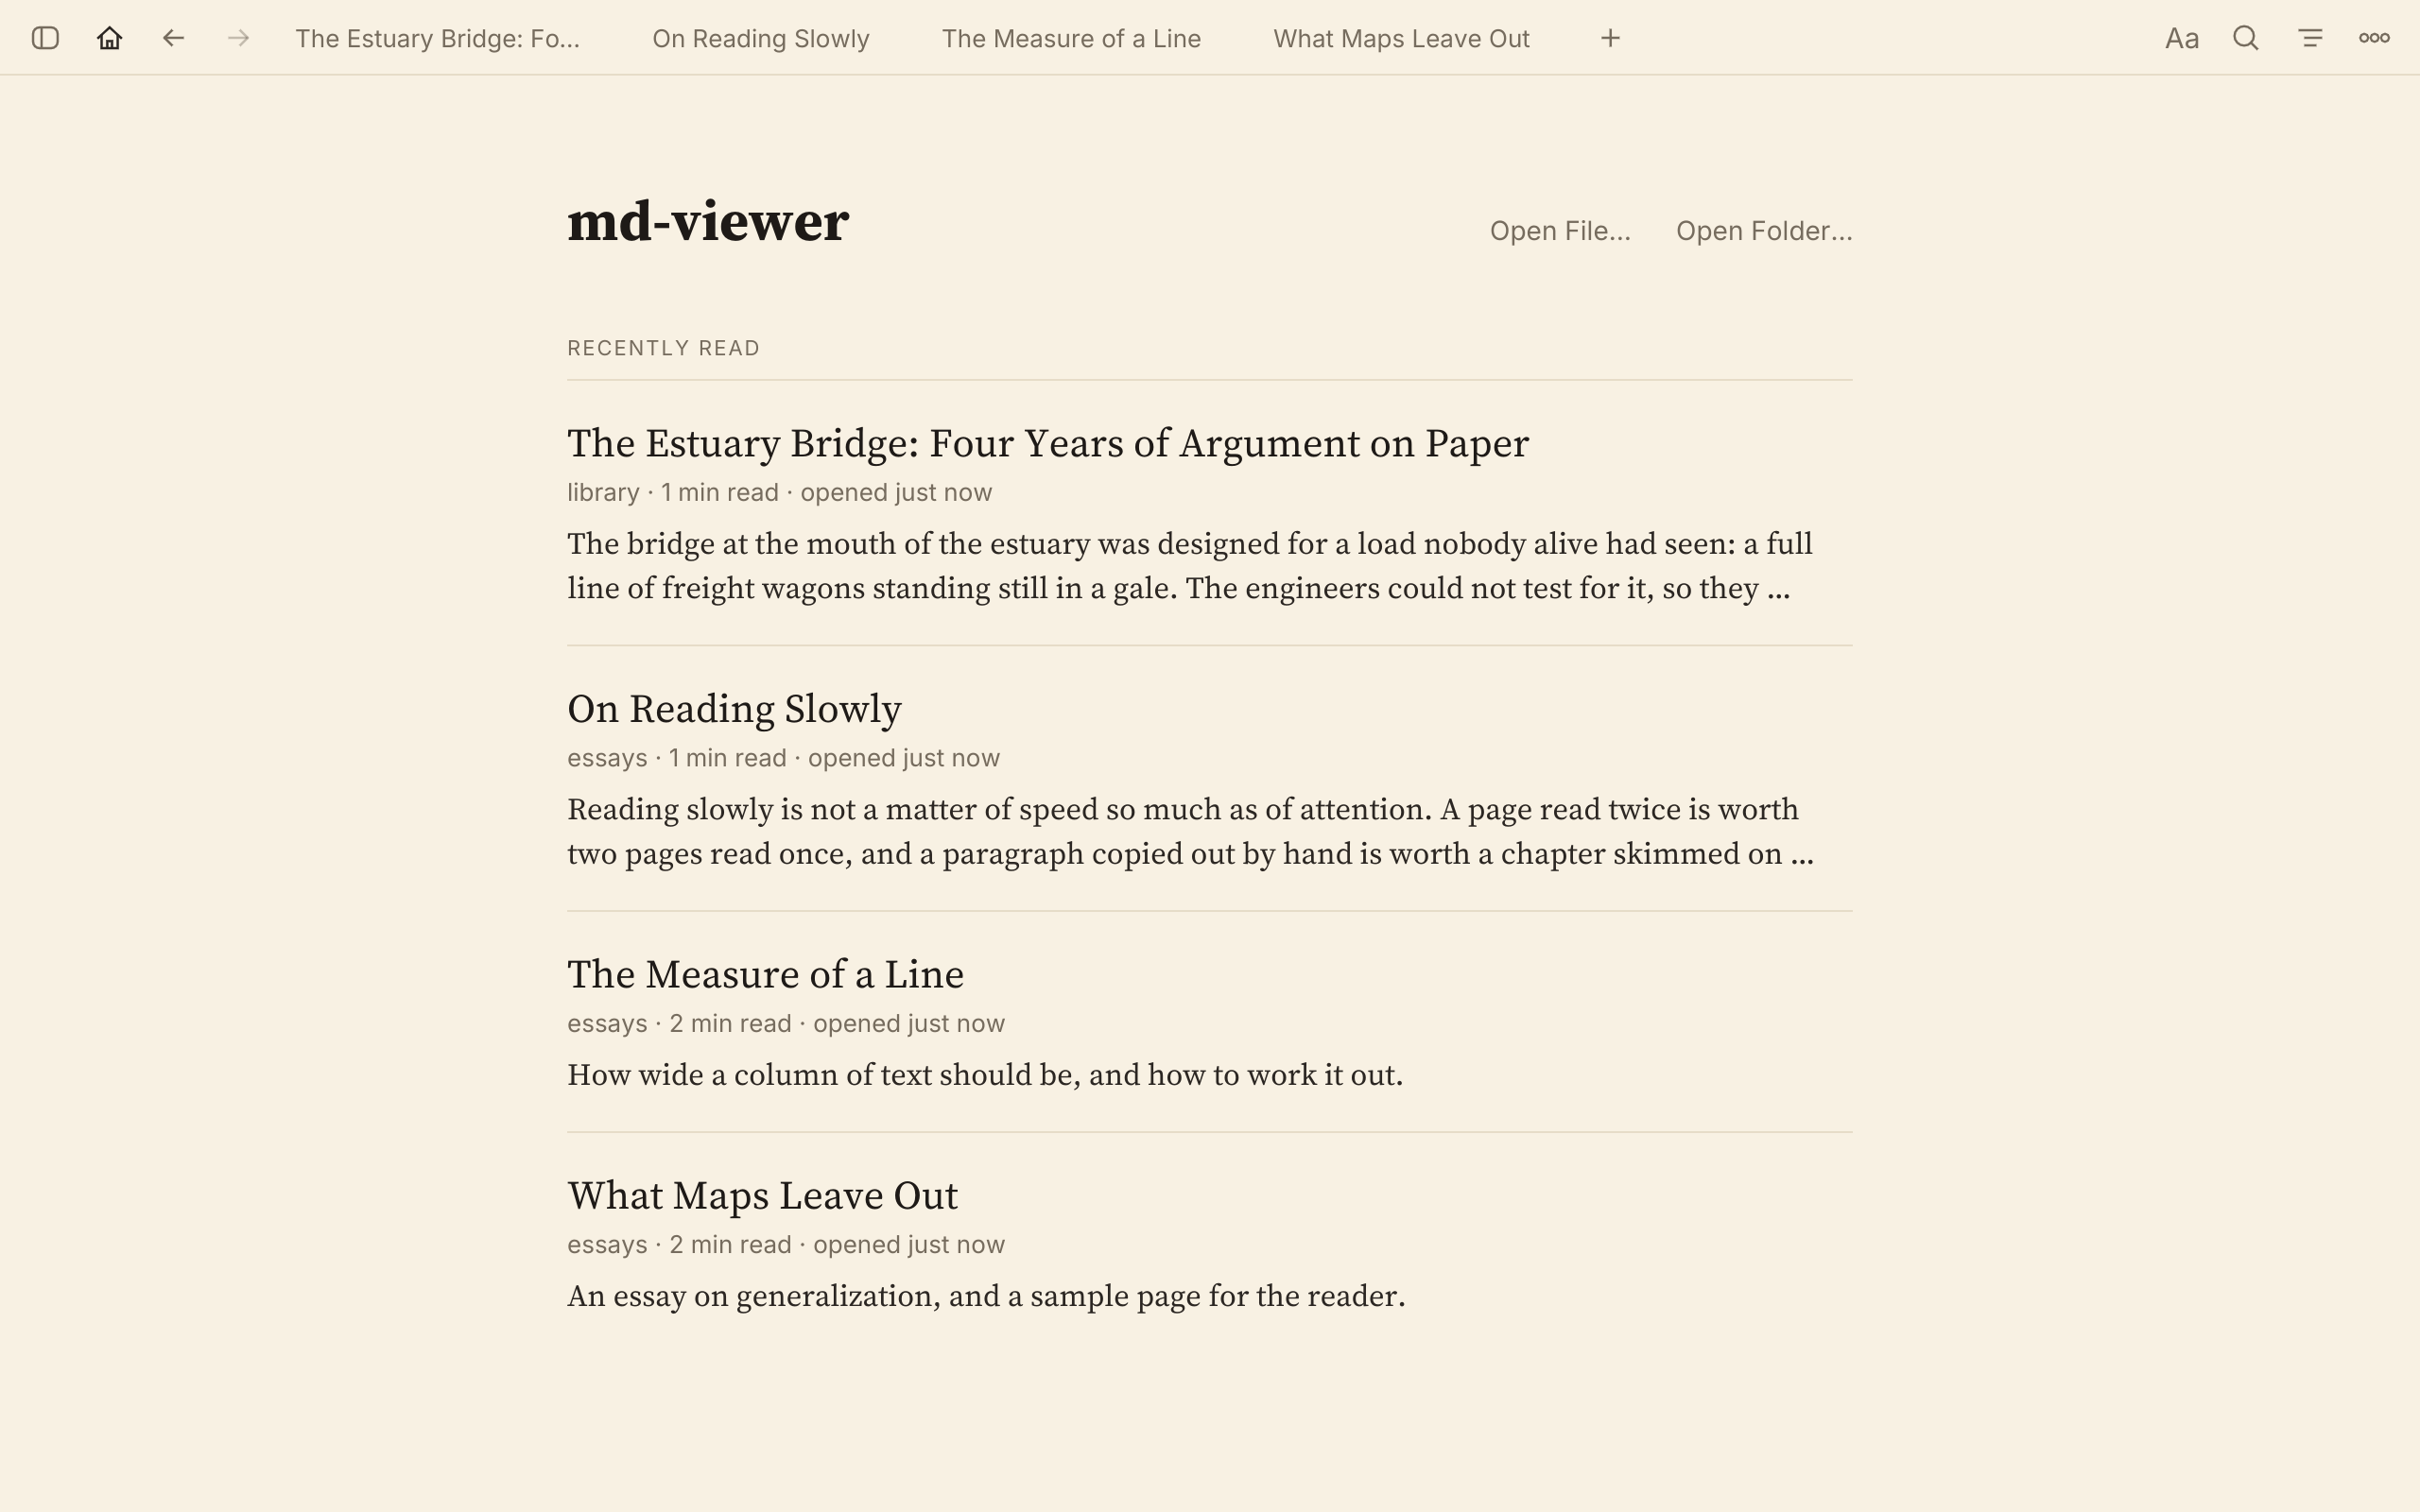 The Estuary Bridge: Fo... On Reading Slowly The Measure of a Line What Maps Leave Out + Aa
md-viewer
Open File... Open Folder...
RECENTLY READ
The Estuary Bridge: Four Years of Argument on Paper
library · 1 min read · opened just now
The bridge at the mouth of the estuary was designed for a load nobody alive had seen: a full
line of freight wagons standing still in a gale. The engineers could not test for it, so they ...
On Reading Slowly
essays · 1 min read · opened just now
Reading slowly is not a matter of speed so much as of attention. A page read twice is worth
two pages read once, and a paragraph copied out by hand is worth a chapter skimmed on ...
The Measure of a Line
essays · 2 min read · opened just now
How wide a column of text should be, and how to work it out.
What Maps Leave Out
essays · 2 min read · opened just now
An essay on generalization, and a sample page for the reader.